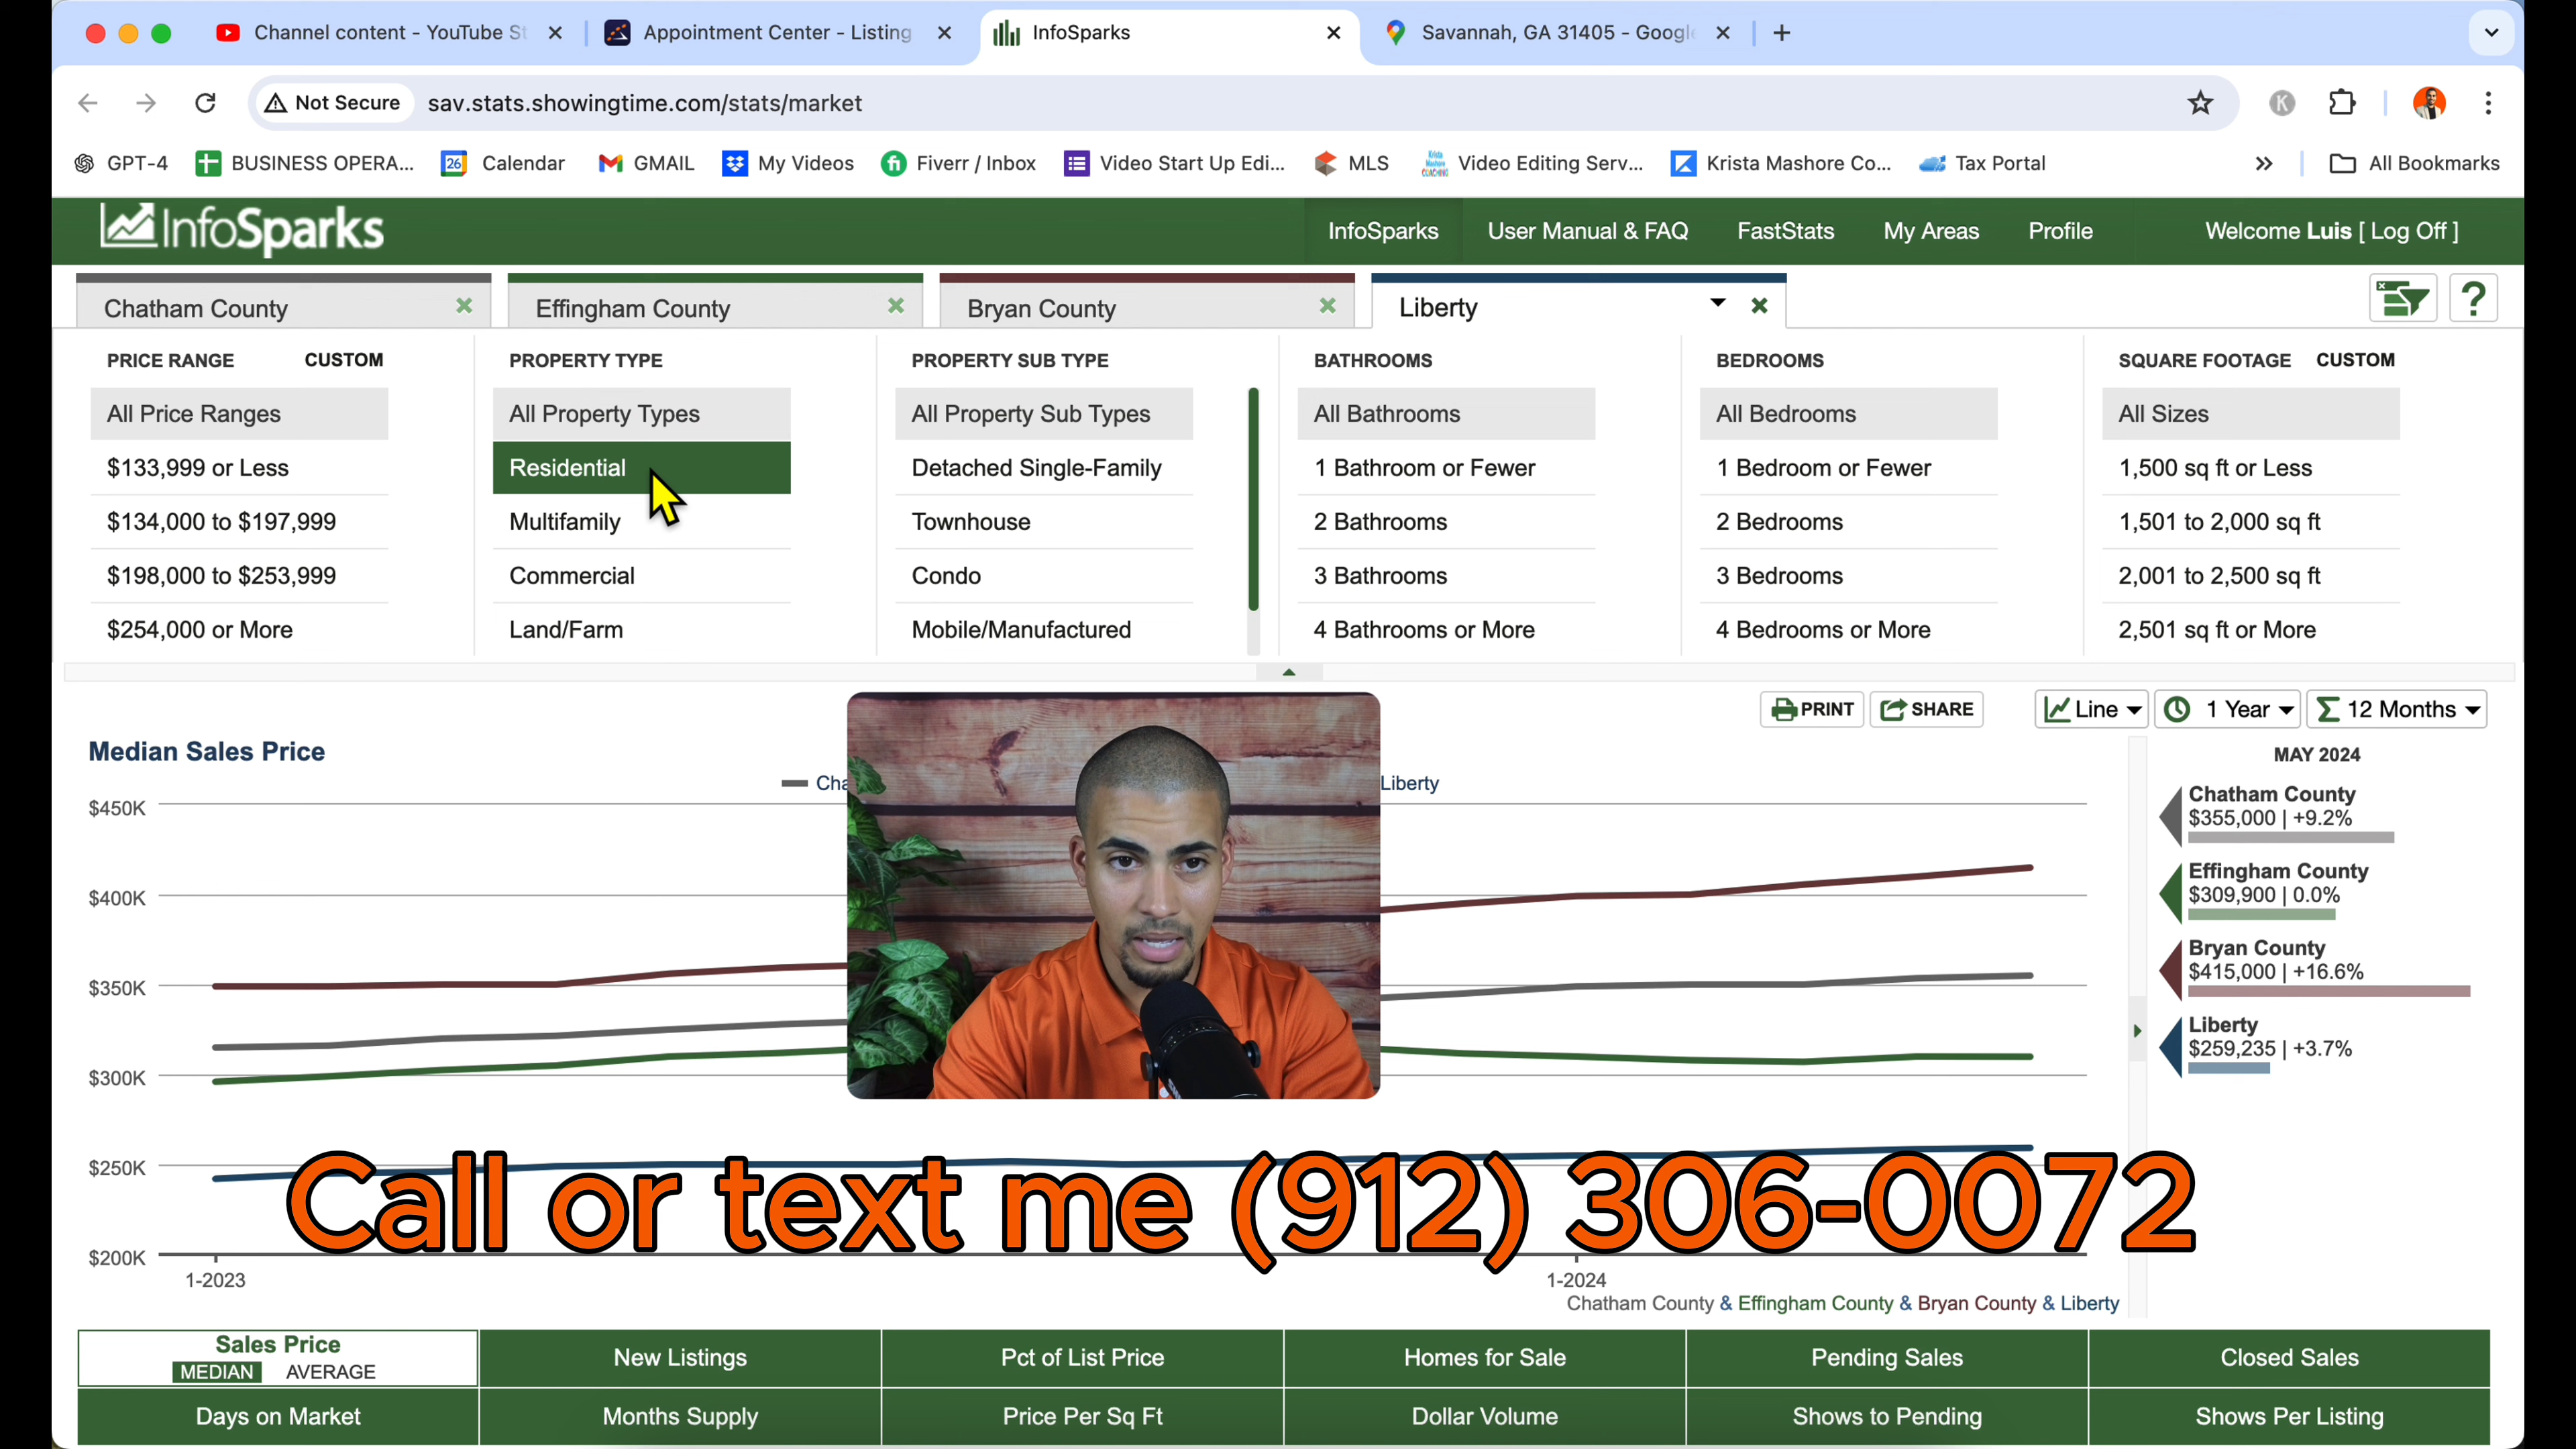 Channel content - YouTube St
Appointment Center - Listing
InfoSparks
Savannah, GA 31405 - Google
Not Secure
sav.stats.showingtime.com/stats/market
K
GPT-4
BUSINESS OPERA...
26
Calendar
GMAIL
My Videos
Fiverr / Inbox
Video Start Up Edi...
MLS
Video Editing Serv...
Krista Mashore Co...
Tax Portal
All Bookmarks
InfoSparks
InfoSparks
User Manual & FAQ
FastStats
My Areas
Profile
Welcome Luis [ Log Off ]
Chatham County
Effingham County
Bryan County
Liberty
?
PRICE RANGE CUSTOM
All Price Ranges
$133,999 or Less
$134,000 to $197,999
$198,000 to $253,999
$254,000 or More
PROPERTY TYPE
All Property Types
Residential
Multifamily
Commercial
Land/Farm
PROPERTY SUB TYPE
All Property Sub Types
Detached Single-Family
Townhouse
Condo
Mobile/Manufactured
BATHROOMS
All Bathrooms
1 Bathroom or Fewer
2 Bathrooms
3 Bathrooms
4 Bathrooms or More
BEDROOMS
All Bedrooms
1 Bedroom or Fewer
2 Bedrooms
3 Bedrooms
4 Bedrooms or More
SQUARE FOOTAGE CUSTOM
All Sizes
1,500 sq ft or Less
1,501 to 2,000 sq ft
2,001 to 2,500 sq ft
2,501 sq ft or More
PRINT
SHARE
Line
1 Year
12 Months
Median Sales Price
Cha
Liberty
$450K
$400K
$350K
$300K
$250K
$200K
1-2023
1-2024
MAY 2024
Chatham County
$355,000 | +9.2%
Effingham County
$309,900 | 0.0%
Bryan County
$415,000 | +16.6%
Liberty
$259,235 | +3.7%
Call or text me (912) 306-0072
Chatham County & Effingham County & Bryan County & Liberty
Sales Price
MEDIAN AVERAGE
New Listings
Pct of List Price
Homes for Sale
Pending Sales
Closed Sales
Days on Market
Months Supply
Price Per Sq Ft
Dollar Volume
Shows to Pending
Shows Per Listing